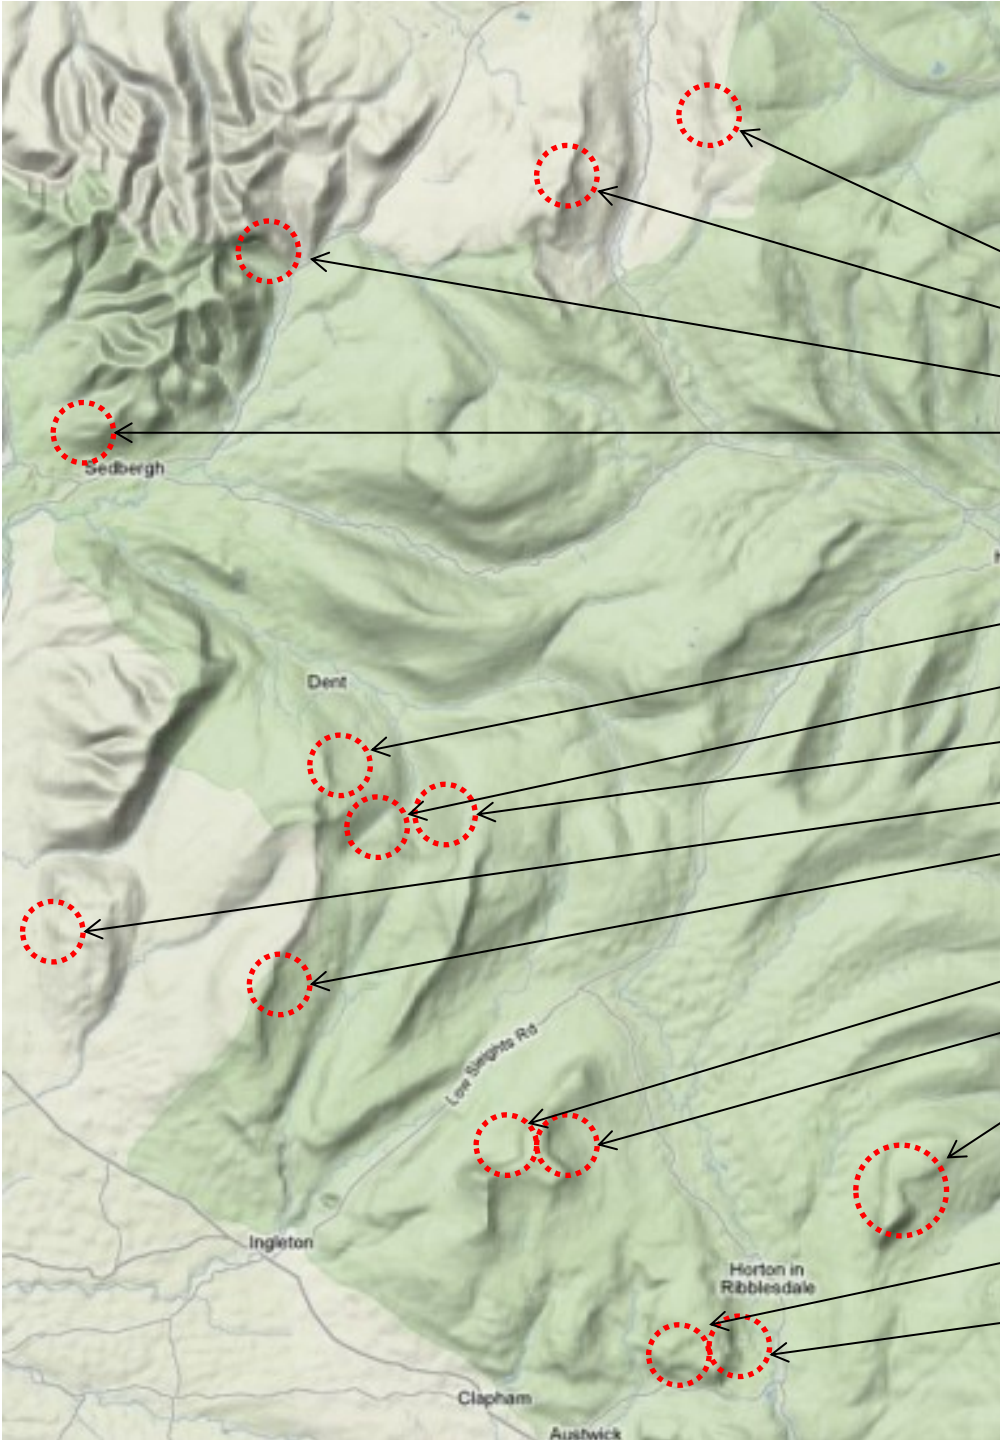 Sedbergh
Dent
Low Sleights Rd
Ingleton
Horton in
Ribblesdale
Clapham
Austwick